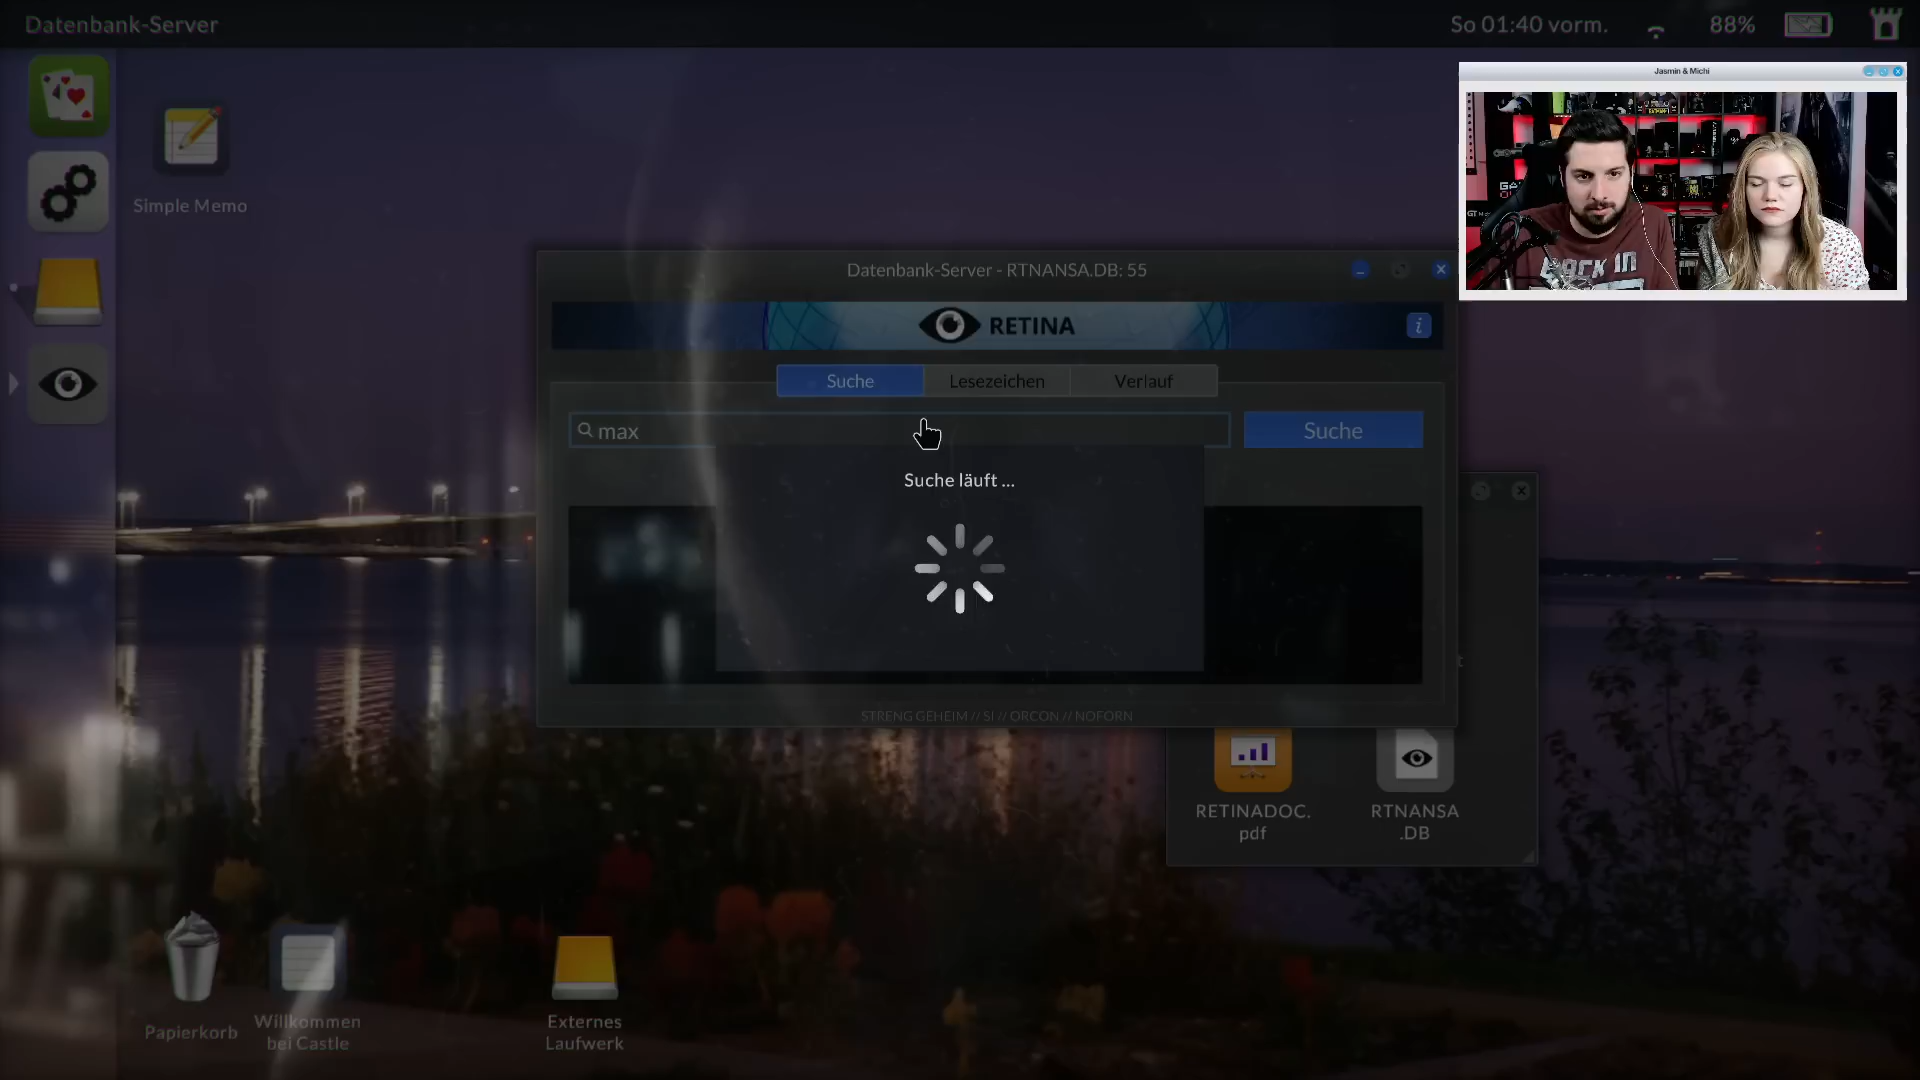 Datenbank-Server
So 01:40 vorm.
88%
Jasmin & Michi
Simple Memo
Datenbank-Server - RTNANSA.DB: 55
RETINA
i
Suche
Lesezeichen
Verlauf
max
Suche
Suche läuft ...
STRENG GEHEIM // SI // ORCON // NOFORN
RETINADOC.
pdf
RTNANSA
.DB
Papierkorb
Willkommen
bei Castle
Externes
Laufwerk